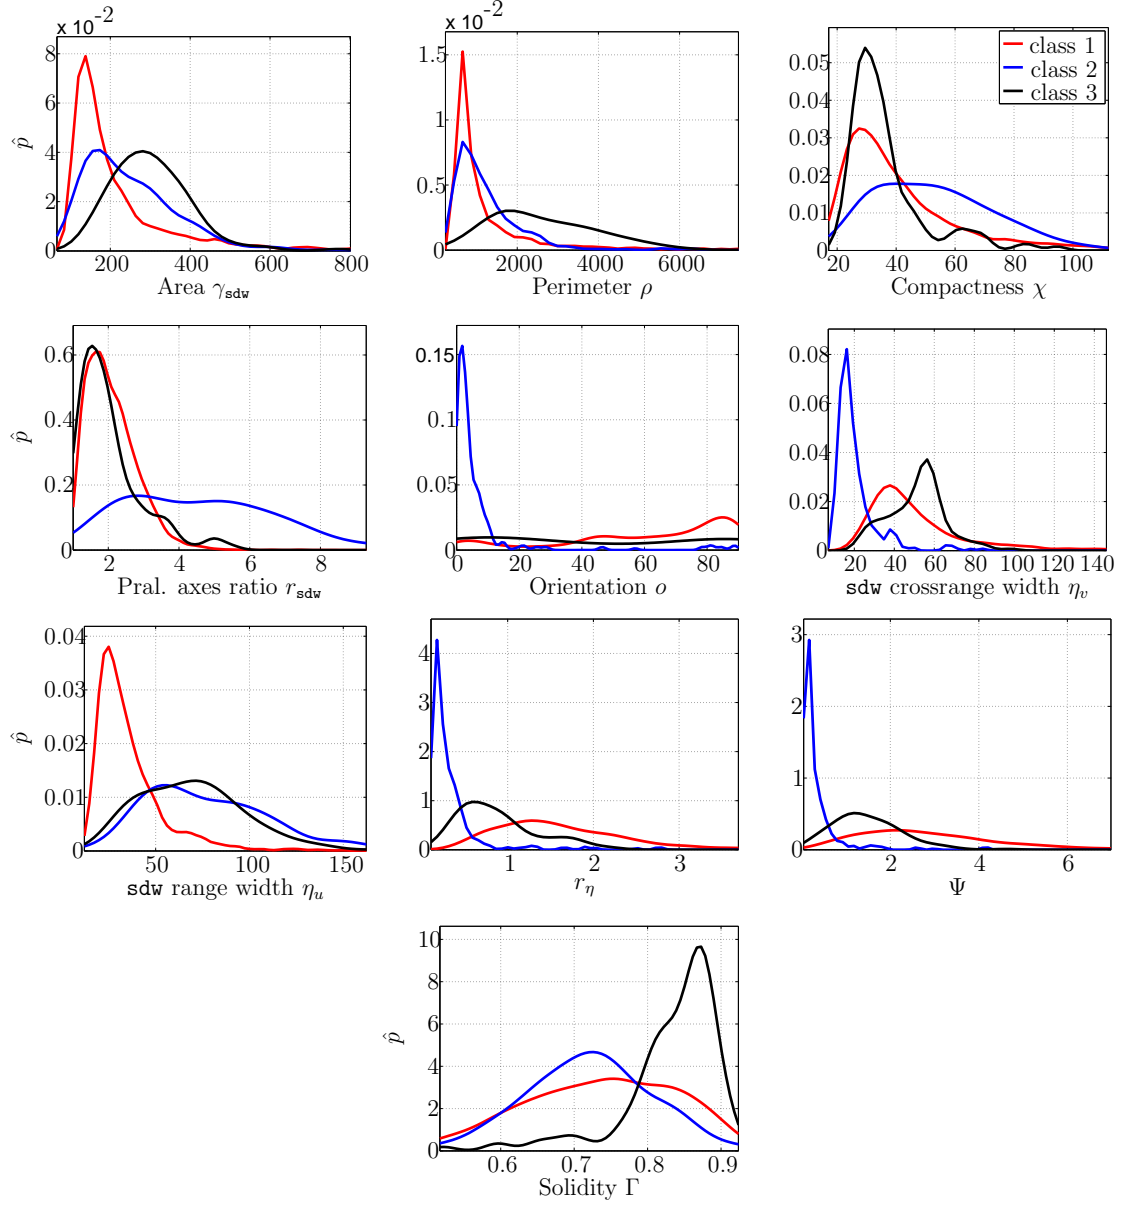 x 10⁻²
p̂
8
6
4
2
0
200 400 600 800
Area γ_sdw
x 10⁻²
1.5
1
0.5
0
2000 4000 6000
Perimeter ρ
class 1
class 2
class 3
0.05
0.04
0.03
0.02
0.01
0
20 40 60 80 100
Compactness χ
p̂
0.6
0.4
0.2
0
2 4 6 8
Pral. axes ratio r_sdw
0.15
0.1
0.05
0
0 20 40 60 80
Orientation o
0.08
0.06
0.04
0.02
0
20 40 60 80 100 120 140
sdw crossrange width η_v
p̂
0.04
0.03
0.02
0.01
0
50 100 150
sdw range width η_u
4
3
2
1
0
1 2 3
r_η
3
2
1
0
2 4 6
Ψ
p̂
10
8
6
4
2
0
0.6 0.7 0.8 0.9
Solidity Γ